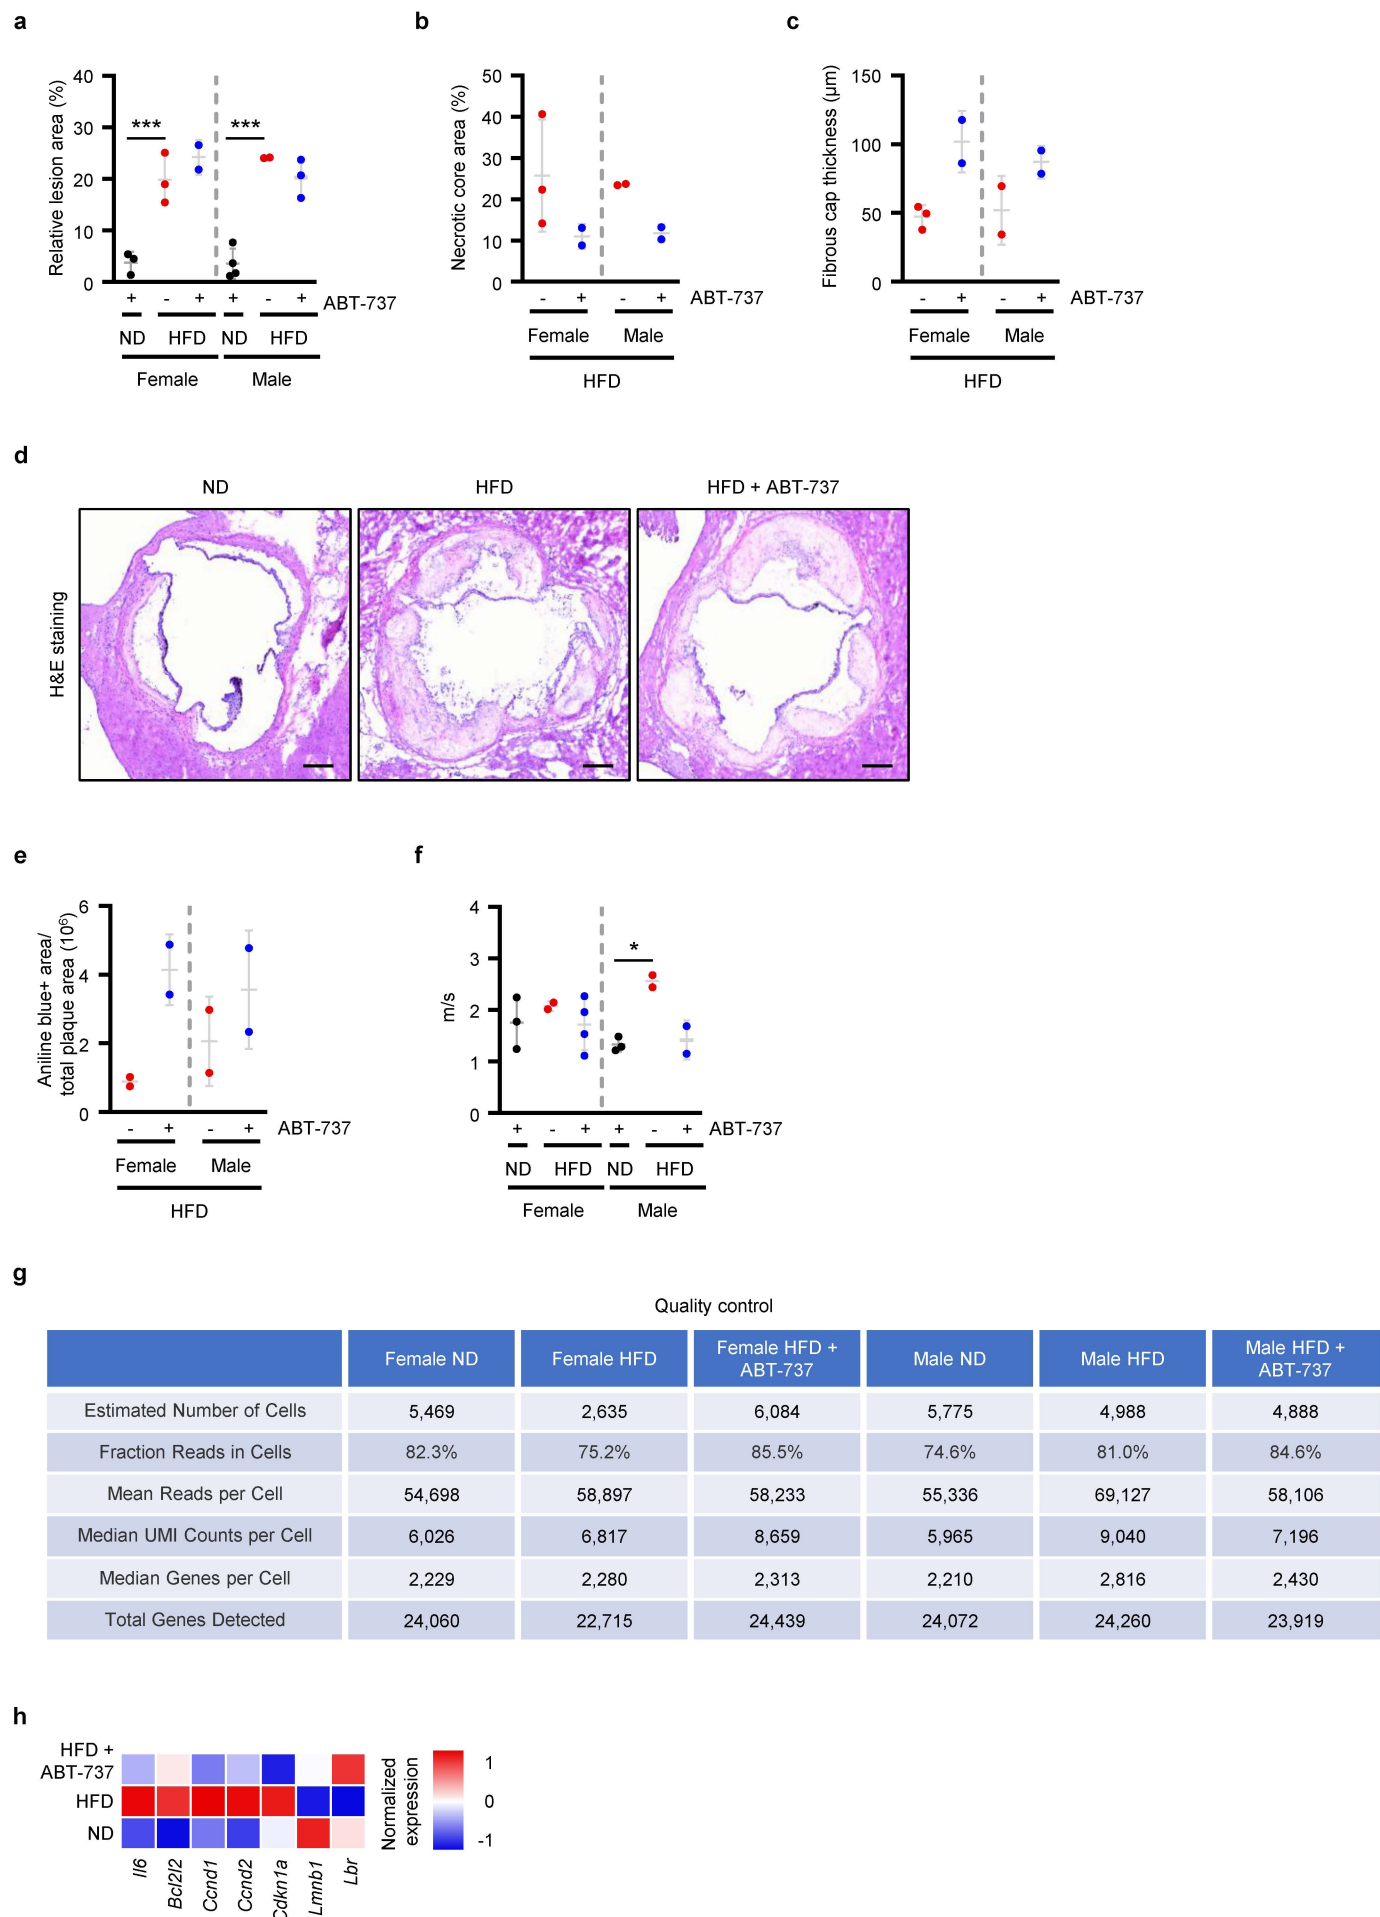 a
b
c
Relative lesion area (%)
40
30
20
10
0
***
***
+ - + + - +
ABT-737
ND HFD ND HFD
Female Male
Necrotic core area (%)
50
40
30
20
10
0
- + - +
ABT-737
Female Male
HFD
Fibrous cap thickness (μm)
150
100
50
0
- + - +
ABT-737
Female Male
HFD
d
ND HFD HFD + ABT-737
H&E staining
e
f
Aniline blue+ area/
total plaque area (10⁶)
6
4
2
0
- + - +
ABT-737
Female Male
HFD
m/s
4
3
2
1
0
*
+ - + + - +
ABT-737
ND HFD ND HFD
Female Male
g
Quality control
Female ND Female HFD Female HFD + ABT-737 Male ND Male HFD Male HFD + ABT-737
Estimated Number of Cells 5,469 2,635 6,084 5,775 4,988 4,888
Fraction Reads in Cells 82.3% 75.2% 85.5% 74.6% 81.0% 84.6%
Mean Reads per Cell 54,698 58,897 58,233 55,336 69,127 58,106
Median UMI Counts per Cell 6,026 6,817 8,659 5,965 9,040 7,196
Median Genes per Cell 2,229 2,280 2,313 2,210 2,816 2,430
Total Genes Detected 24,060 22,715 24,439 24,072 24,260 23,919
h
HFD +
ABT-737
HFD
ND
Il6 Bcl2l2 Ccnd1 Ccnd2 Cdkn1a Lmnb1 Lbr
Normalized
expression
1
0
-1